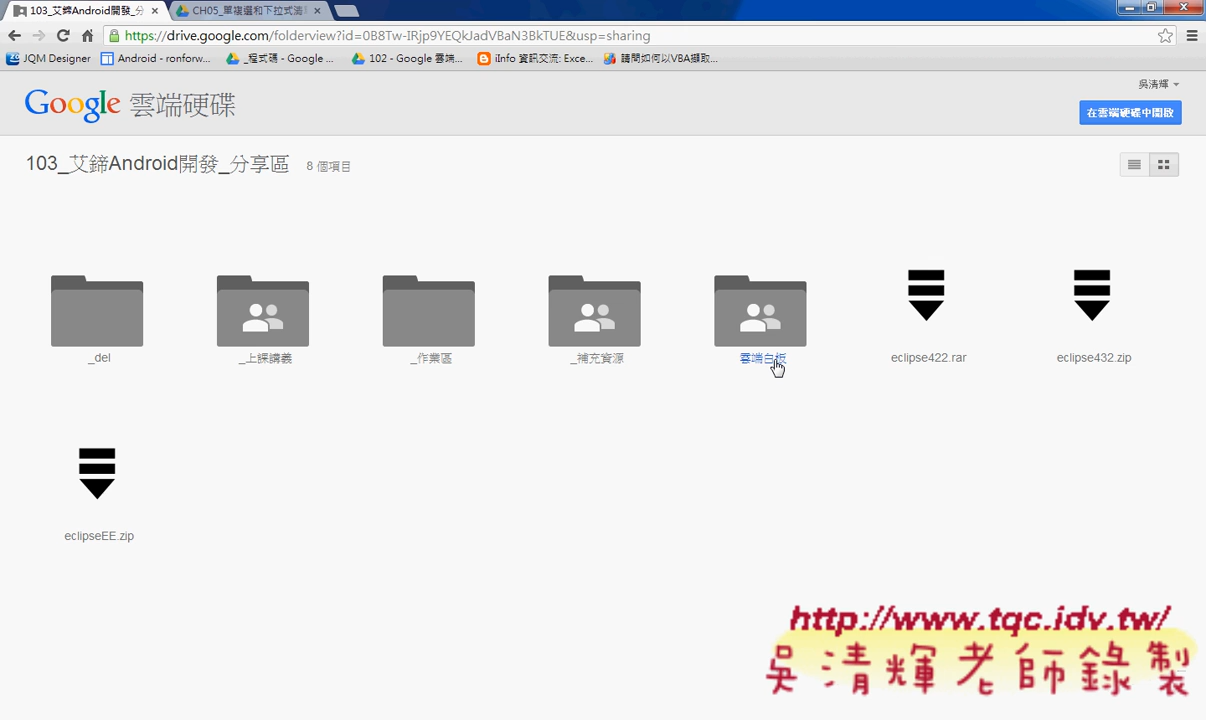 103_艾鍗Android開發_分
CH05_單複選和下拉式清
https://drive.google.com/folderview?id=0B8Tw-IRjp9YEQkJadVBaN3BkTUE&usp=sharing
JQM Designer
Android - ronforw...
_程式碼 - Google ...
102 - Google 雲端...
iInfo 資訊交流: Exce...
請問如何以VBA擷取...
吳清輝
Google 雲端硬碟
在雲端硬碟中開啟
103_艾鍗Android開發_分享區 8 個項目
_del
_上課講義
_作業區
_補充資源
雲端白板
eclipse422.rar
eclipse432.zip
eclipseEE.zip
http://www.tqc.idv.tw/
吳清輝老師錄製